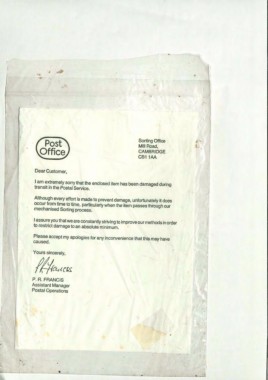 Post
Office
Sorting Office
Mill Road,
CAMBRIDGE
CB1 1AA
Dear Customer,
I am extremely sorry that the enclosed item has been damaged during
transit in the Postal Service.
Although every effort is made to prevent damage, unfortunately it does
occur from time to time, particularly when the item passes through our
mechanised Sorting process.
I assure you that we are constantly striving to improve our methods in order
to restrict damage to an absolute minimum.
Please accept my apologies for any inconvenience that this may have
caused.
Yours sincerely,
P R Francis
P. R. FRANCIS
Assistant Manager
Postal Operations